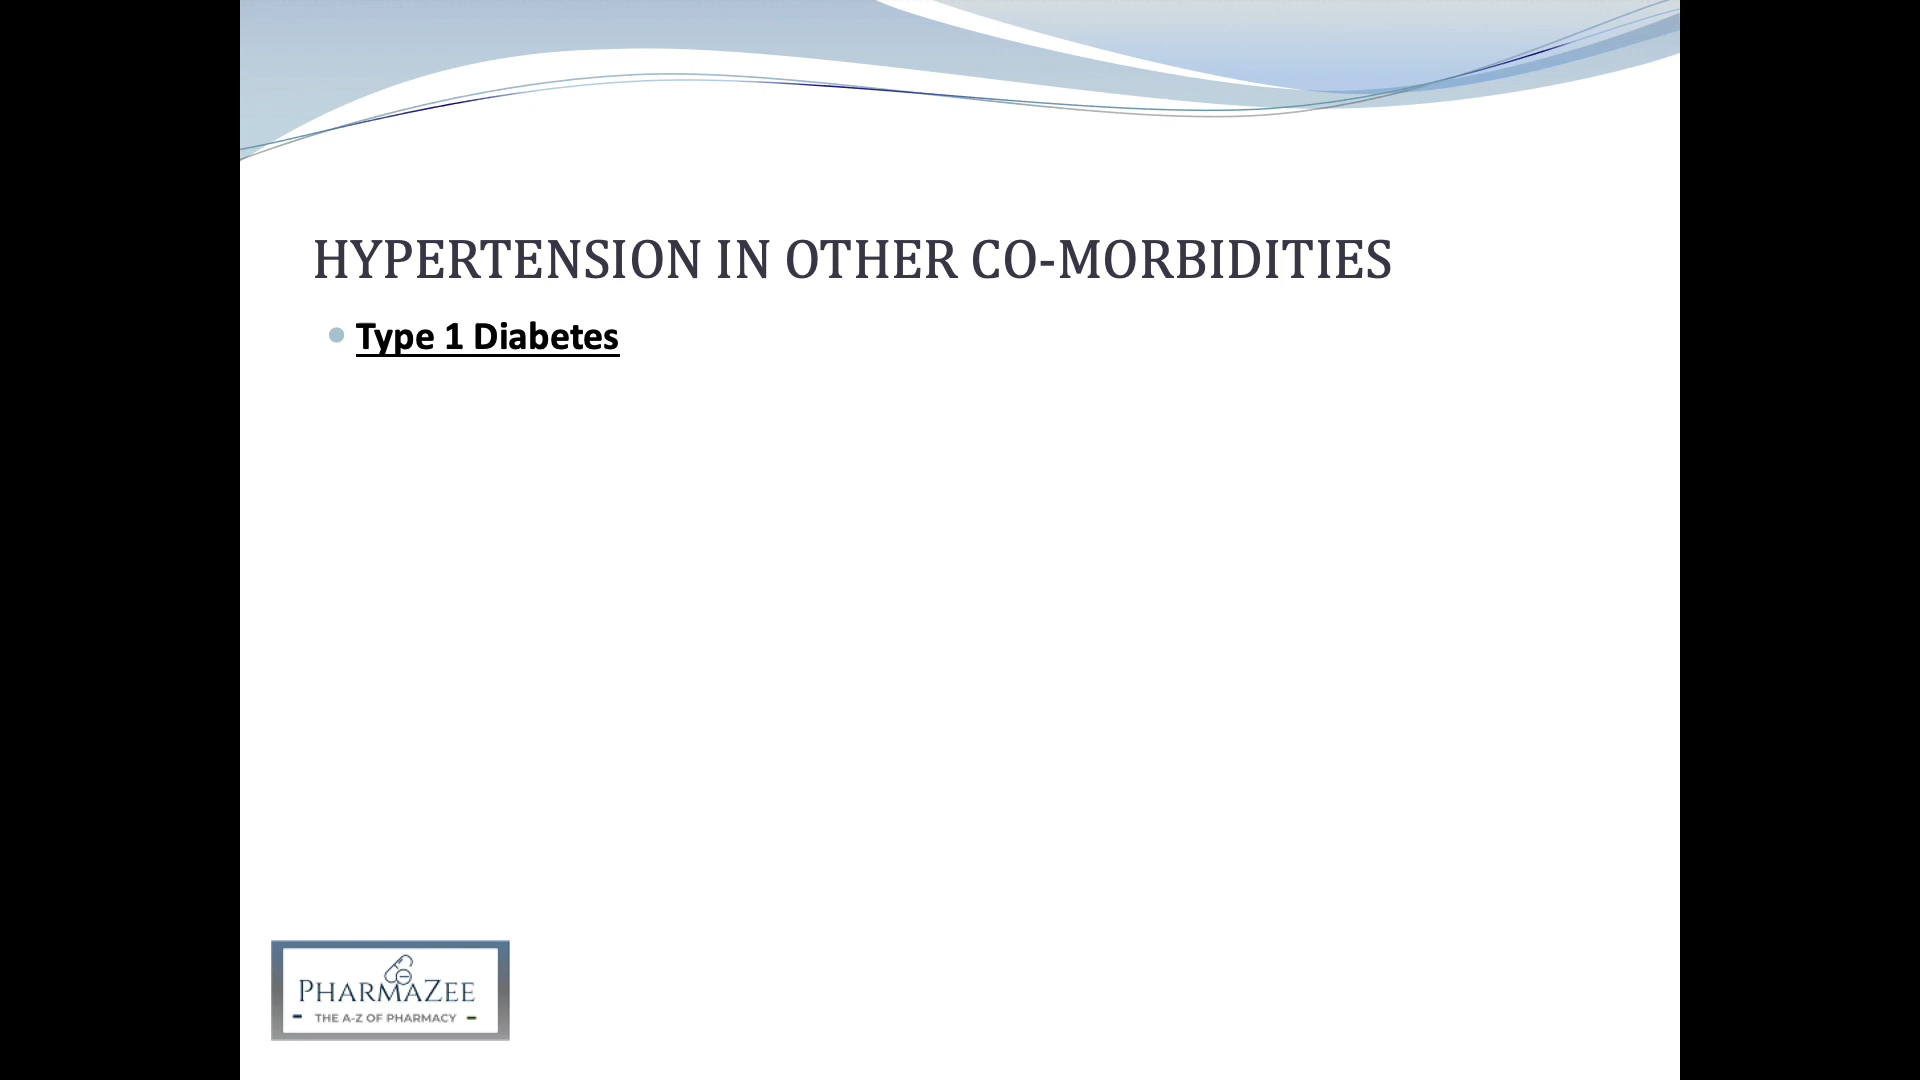 HYPERTENSION IN OTHER CO-MORBIDITIES
Type 1 Diabetes
PHARMAZEE
THE A-Z OF PHARMACY